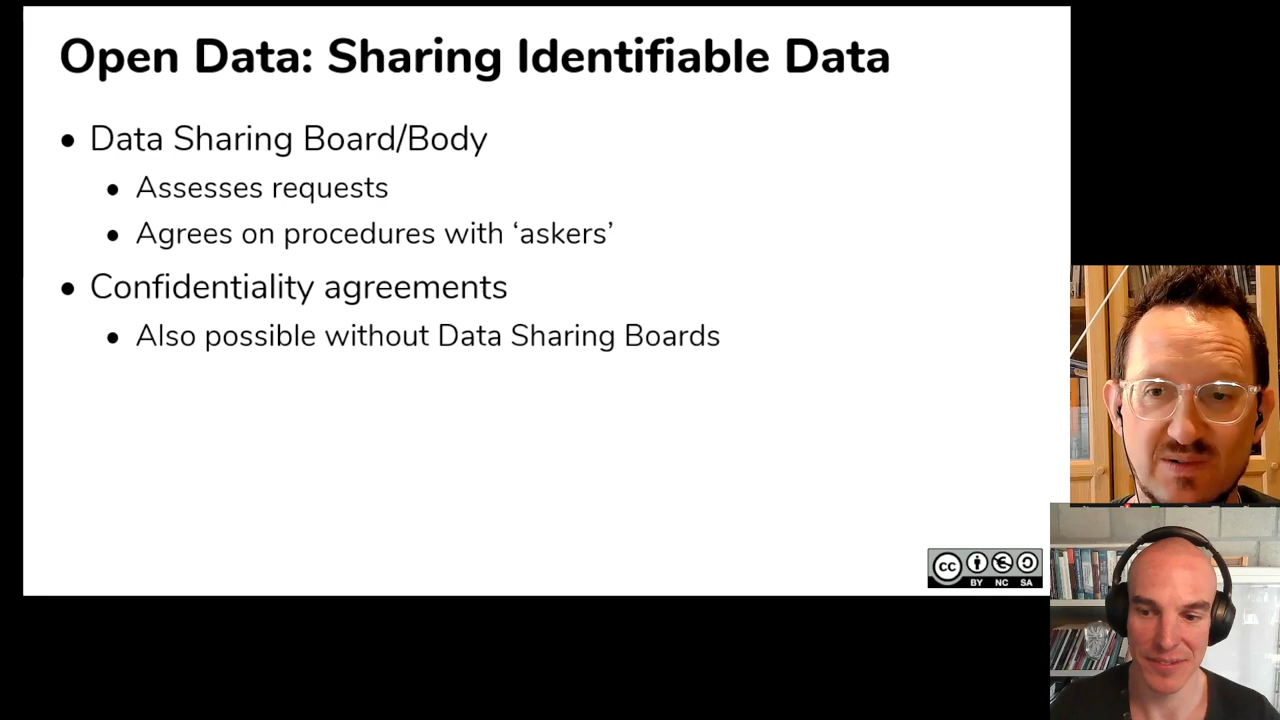 Open Data: Sharing Identifiable Data
• Data Sharing Board/Body
• Assesses requests
• Agrees on procedures with ‘askers’
• Confidentiality agreements
• Also possible without Data Sharing Boards
cc
BY NC SA